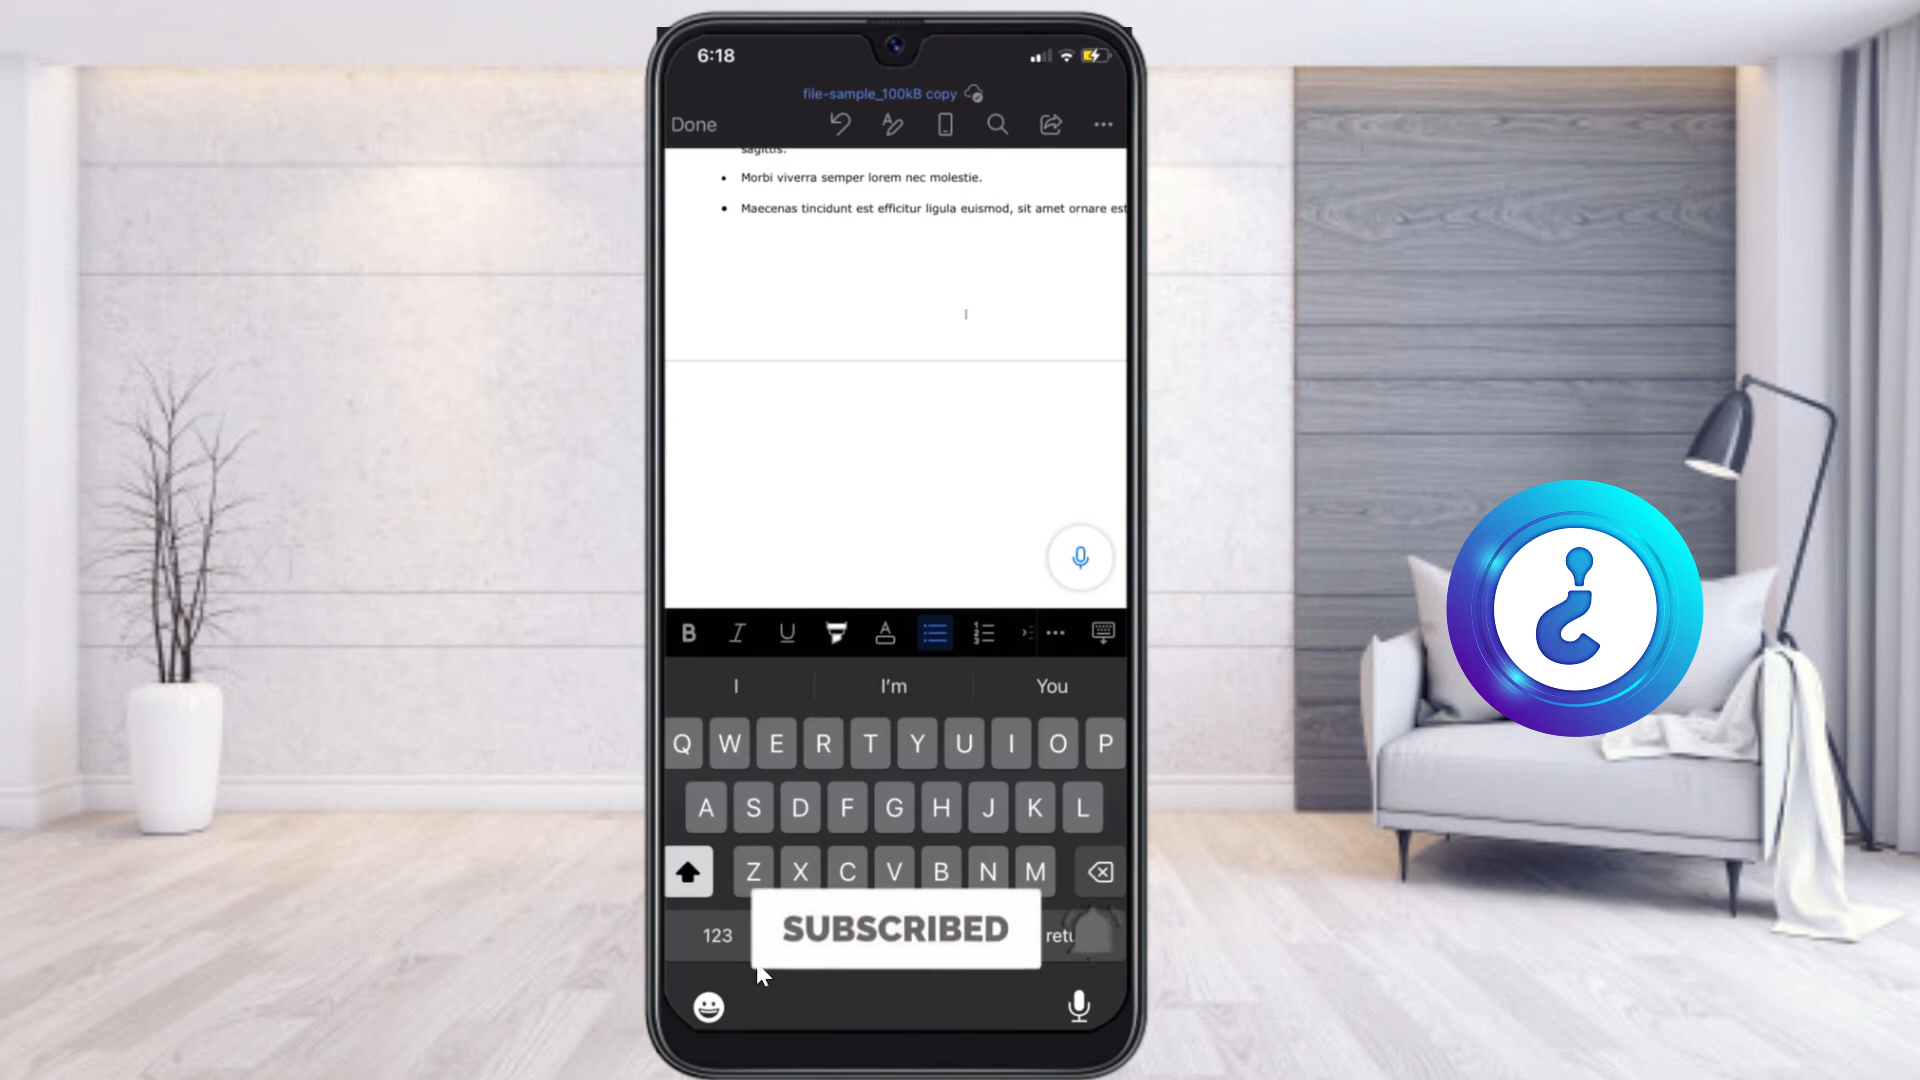 6:18
file-sample_100kB copy
Done
sagittis.
• Morbi viverra semper lorem nec molestie.
• Maecenas tincidunt est efficitur ligula euismod, sit amet ornare est
B I U A
I I'm You
Q W E R T Y U I O P
A S D F G H J K L
Z X C V B N M
123 SUBSCRIBED retu